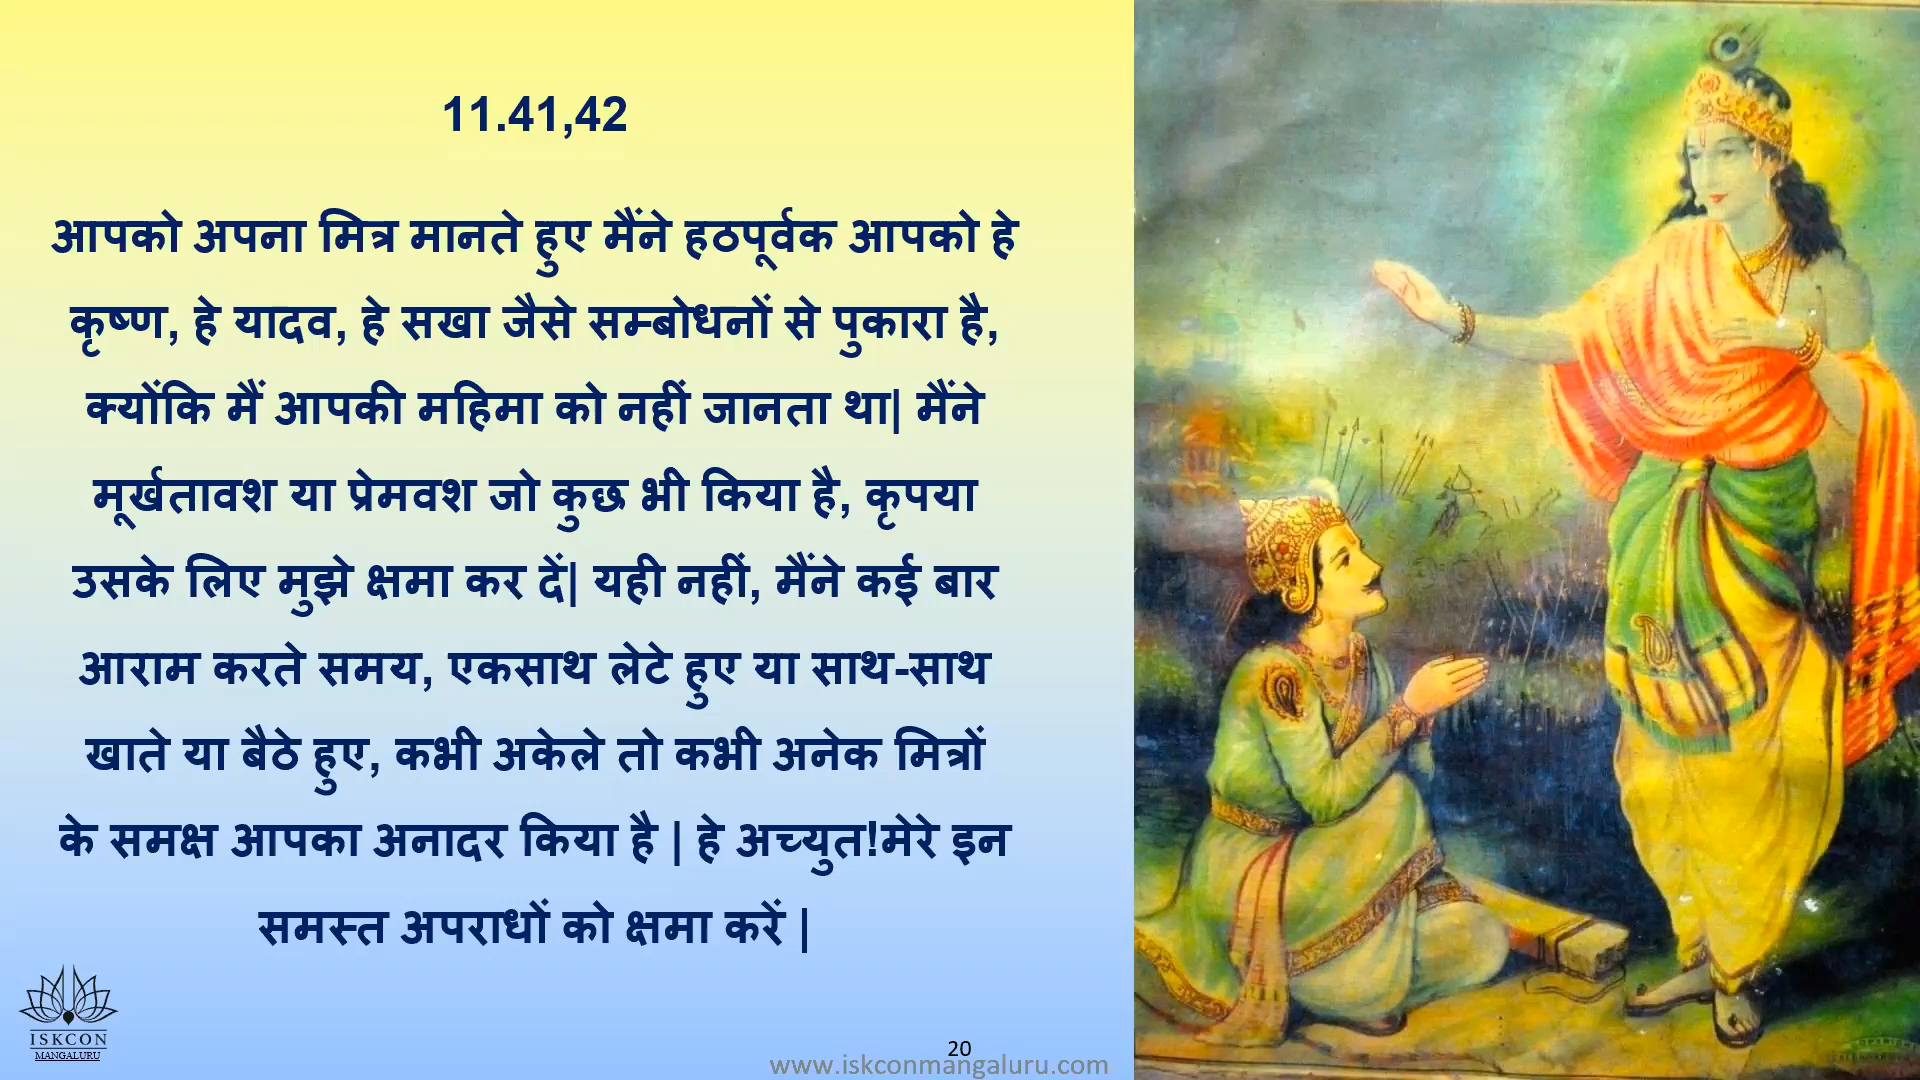 11.41,42
आपको अपना मित्र मानते हुए मैंने हठपूर्वक आपको हे
कृष्ण, हे यादव, हे सखा जैसे सम्बोधनों से पुकारा है,
क्योंकि मैं आपकी महिमा को नहीं जानता था| मैंने
मूर्खतावश या प्रेमवश जो कुछ भी किया है, कृपया
उसके लिए मुझे क्षमा कर दें| यही नहीं, मैंने कई बार
आराम करते समय, एकसाथ लेटे हुए या साथ-साथ
खाते या बैठे हुए, कभी अकेले तो कभी अनेक मित्रों
के समक्ष आपका अनादर किया है | हे अच्युत!मेरे इन
समस्त अपराधों को क्षमा करें |
ISKCON
MANGALURU
20
www.iskconmangaluru.com